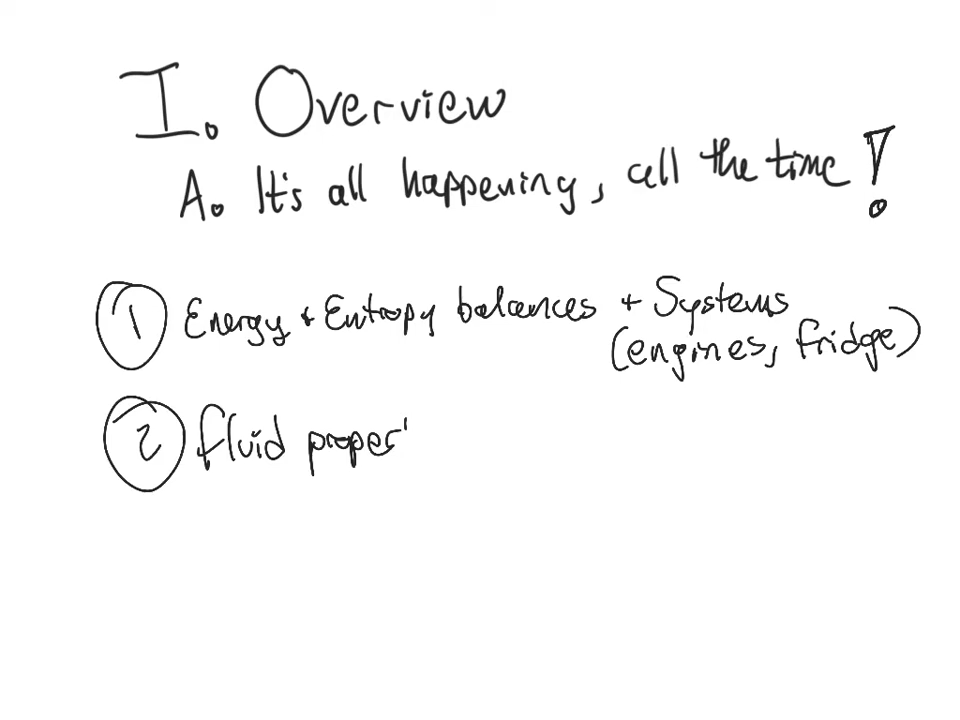 I. Overview
A. It's all happening, all the time!
① Energy + Entropy balances + Systems
(engines, fridge)
② fluid proper'